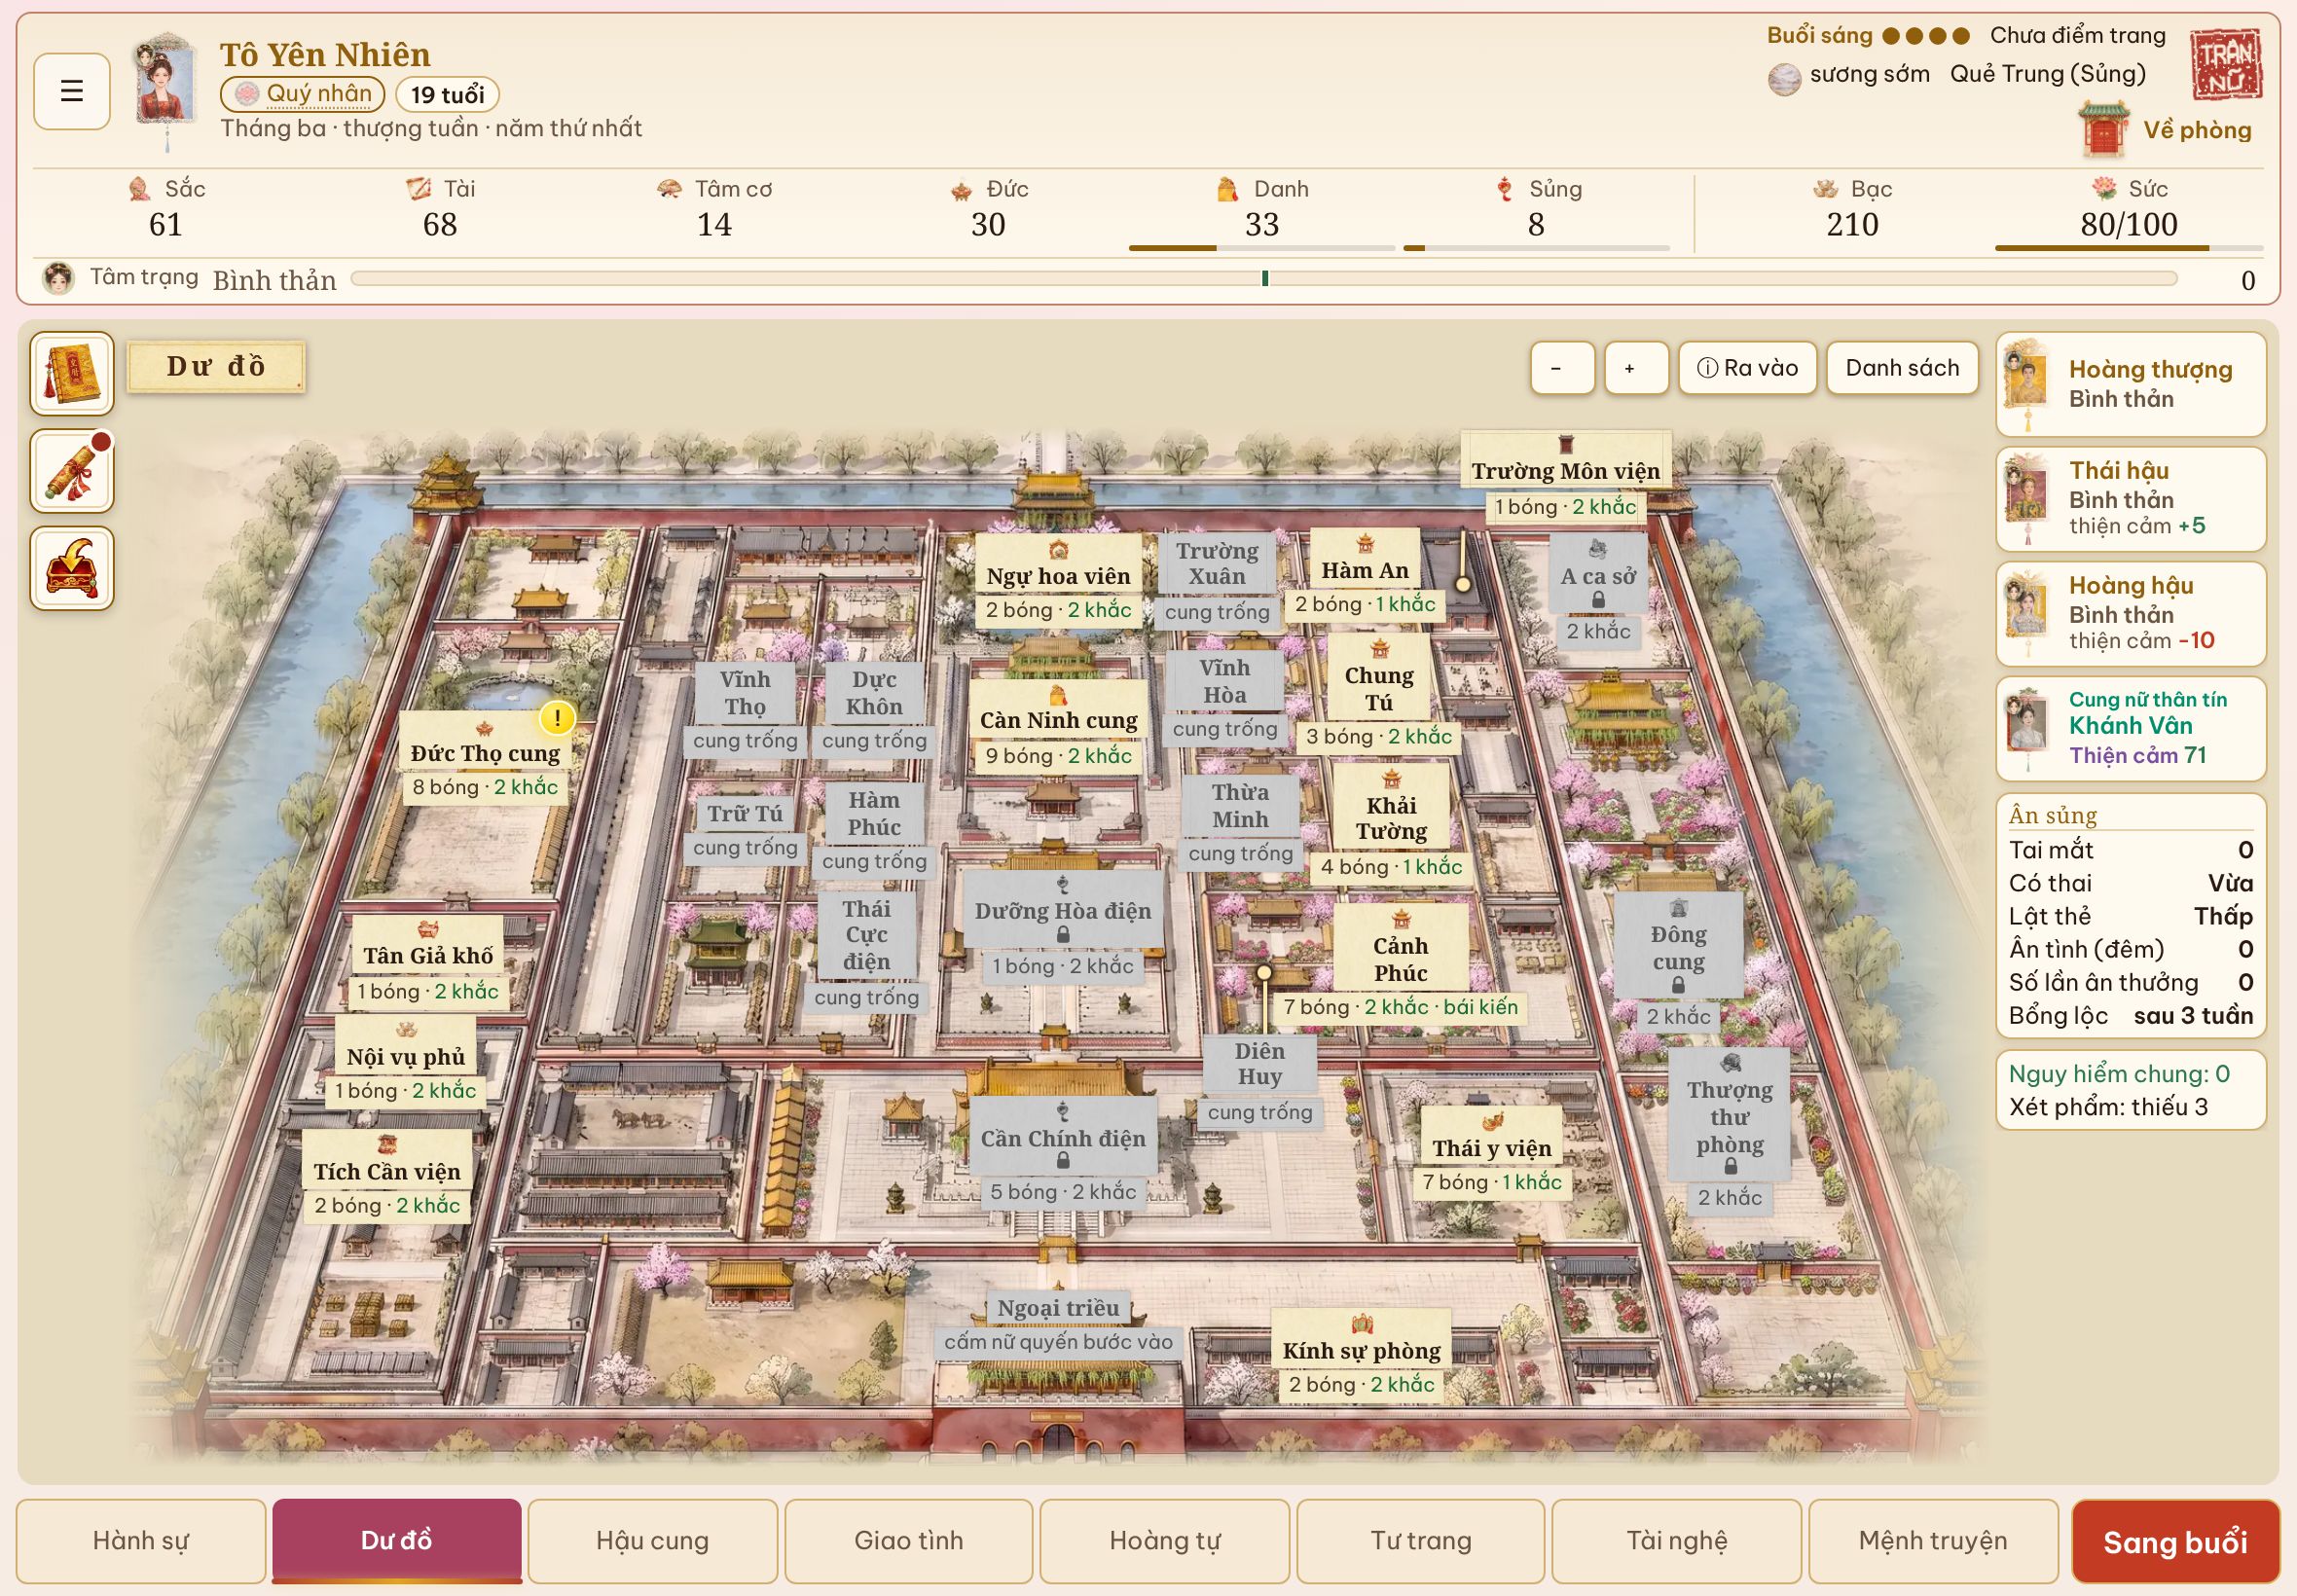 Tô Yên Nhiên
Quý nhân
19 tuổi
Tháng ba · thượng tuần · năm thứ nhất
Buổi sáng
Chưa điểm trang
sương sớm
Quẻ Trung (Sủng)
TRÂN NỮ
Về phòng
Sắc
61
Tài
68
Tâm cơ
14
Đức
30
Danh
33
Sủng
8
Bạc
210
Sức
80/100
Tâm trạng
Bình thản
0
Dư đồ
-
+
ⓘ Ra vào
Danh sách
Trường Môn viện
1 bóng · 2 khắc
Ngự hoa viên
2 bóng · 2 khắc
Trường
Xuân
cung trống
Hàm An
2 bóng · 1 khắc
A ca sở
2 khắc
Vĩnh
Thọ
cung trống
Dực
Khôn
cung trống
Càn Ninh cung
9 bóng · 2 khắc
Vĩnh
Hòa
cung trống
Chung
Tú
3 bóng · 2 khắc
!
Đức Thọ cung
8 bóng · 2 khắc
Trữ Tú
cung trống
Hàm
Phúc
cung trống
Thừa
Minh
cung trống
Khải
Tường
4 bóng · 1 khắc
Thái
Cực
điện
cung trống
Dưỡng Hòa điện
1 bóng · 2 khắc
Cảnh
Phúc
7 bóng · 2 khắc · bái kiến
Đông
cung
2 khắc
Tân Giả khố
1 bóng · 2 khắc
Nội vụ phủ
1 bóng · 2 khắc
Diên
Huy
cung trống
Thượng
thư
phòng
2 khắc
Tích Cần viện
2 bóng · 2 khắc
Cần Chính điện
5 bóng · 2 khắc
Thái y viện
7 bóng · 1 khắc
Ngoại triều
cấm nữ quyến bước vào
Kính sự phòng
2 bóng · 2 khắc
Hoàng thượng
Bình thản
Thái hậu
Bình thản
thiện cảm +5
Hoàng hậu
Bình thản
thiện cảm -10
Cung nữ thân tín
Khánh Vân
Thiện cảm 71
Ân sủng
Tai mắt 0
Có thai Vừa
Lật thẻ Thấp
Ân tình (đêm) 0
Số lần ân thưởng 0
Bổng lộc sau 3 tuần
Nguy hiểm chung: 0
Xét phẩm: thiếu 3
Hành sự
Dư đồ
Hậu cung
Giao tình
Hoàng tự
Tư trang
Tài nghệ
Mệnh truyện
Sang buổi